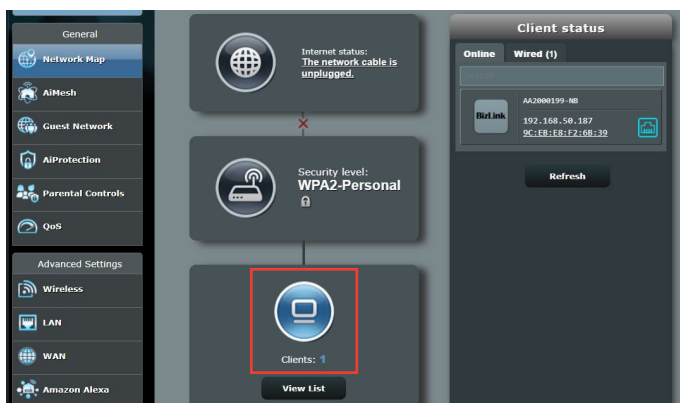 General
Network Map
AiMesh
Guest Network
AiProtection
Parental Controls
QoS
Advanced Settings
Wireless
LAN
WAN
Amazon Alexa
Internet status:
The network cable is
unplugged.
Security level:
WPA2-Personal
Clients: 1
View List
Client status
Online
Wired (1)
Search
BizLink
AA2000199-NB
192.168.50.187
9C:EB:E8:F2:6B:39
Refresh